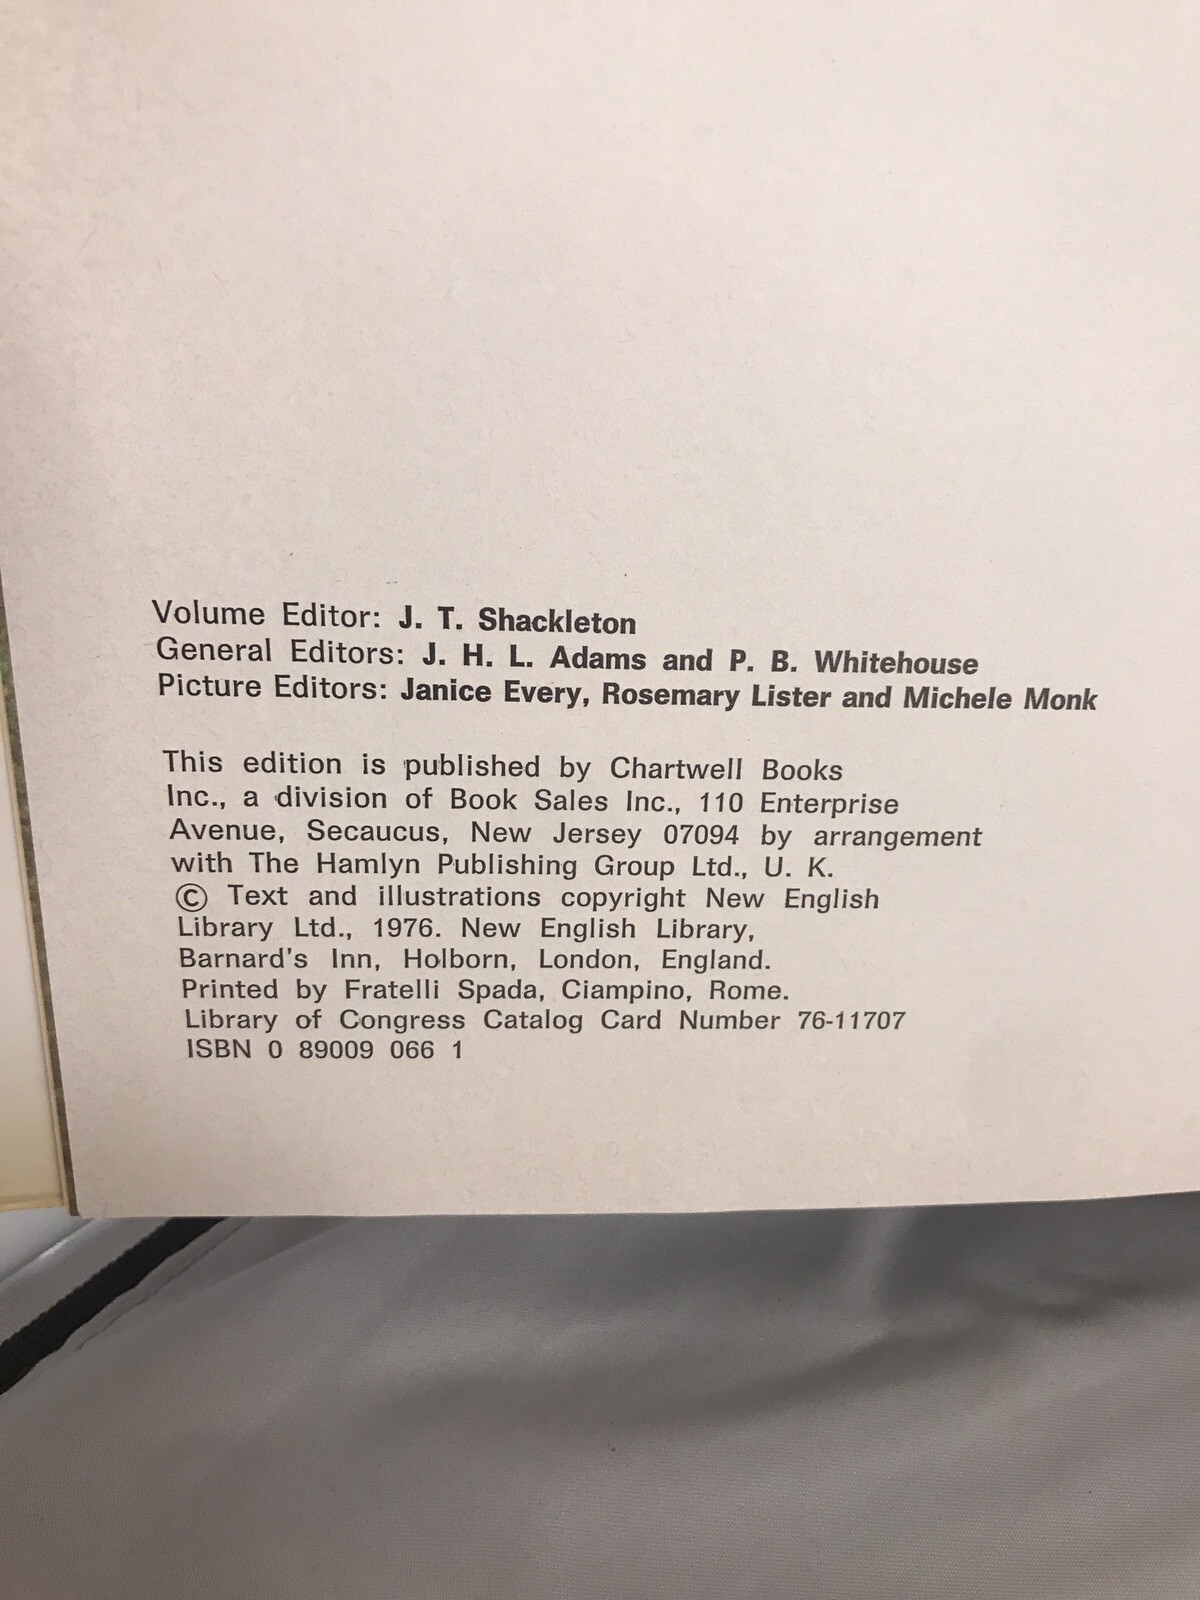 Volume Editor: J. T. Shackleton
General Editors: J. H. L. Adams and P. B. Whitehouse
Picture Editors: Janice Every, Rosemary Lister and Michele Monk
This edition is published by Chartwell Books
Inc., a division of Book Sales Inc., 110 Enterprise
Avenue, Secaucus, New Jersey 07094 by arrangement
with The Hamlyn Publishing Group Ltd., U. K.
© Text and illustrations copyright New English
Library Ltd., 1976. New English Library,
Barnard's Inn, Holborn, London, England.
Printed by Fratelli Spada, Ciampino, Rome.
Library of Congress Catalog Card Number 76-11707
ISBN 0 89009 066 1